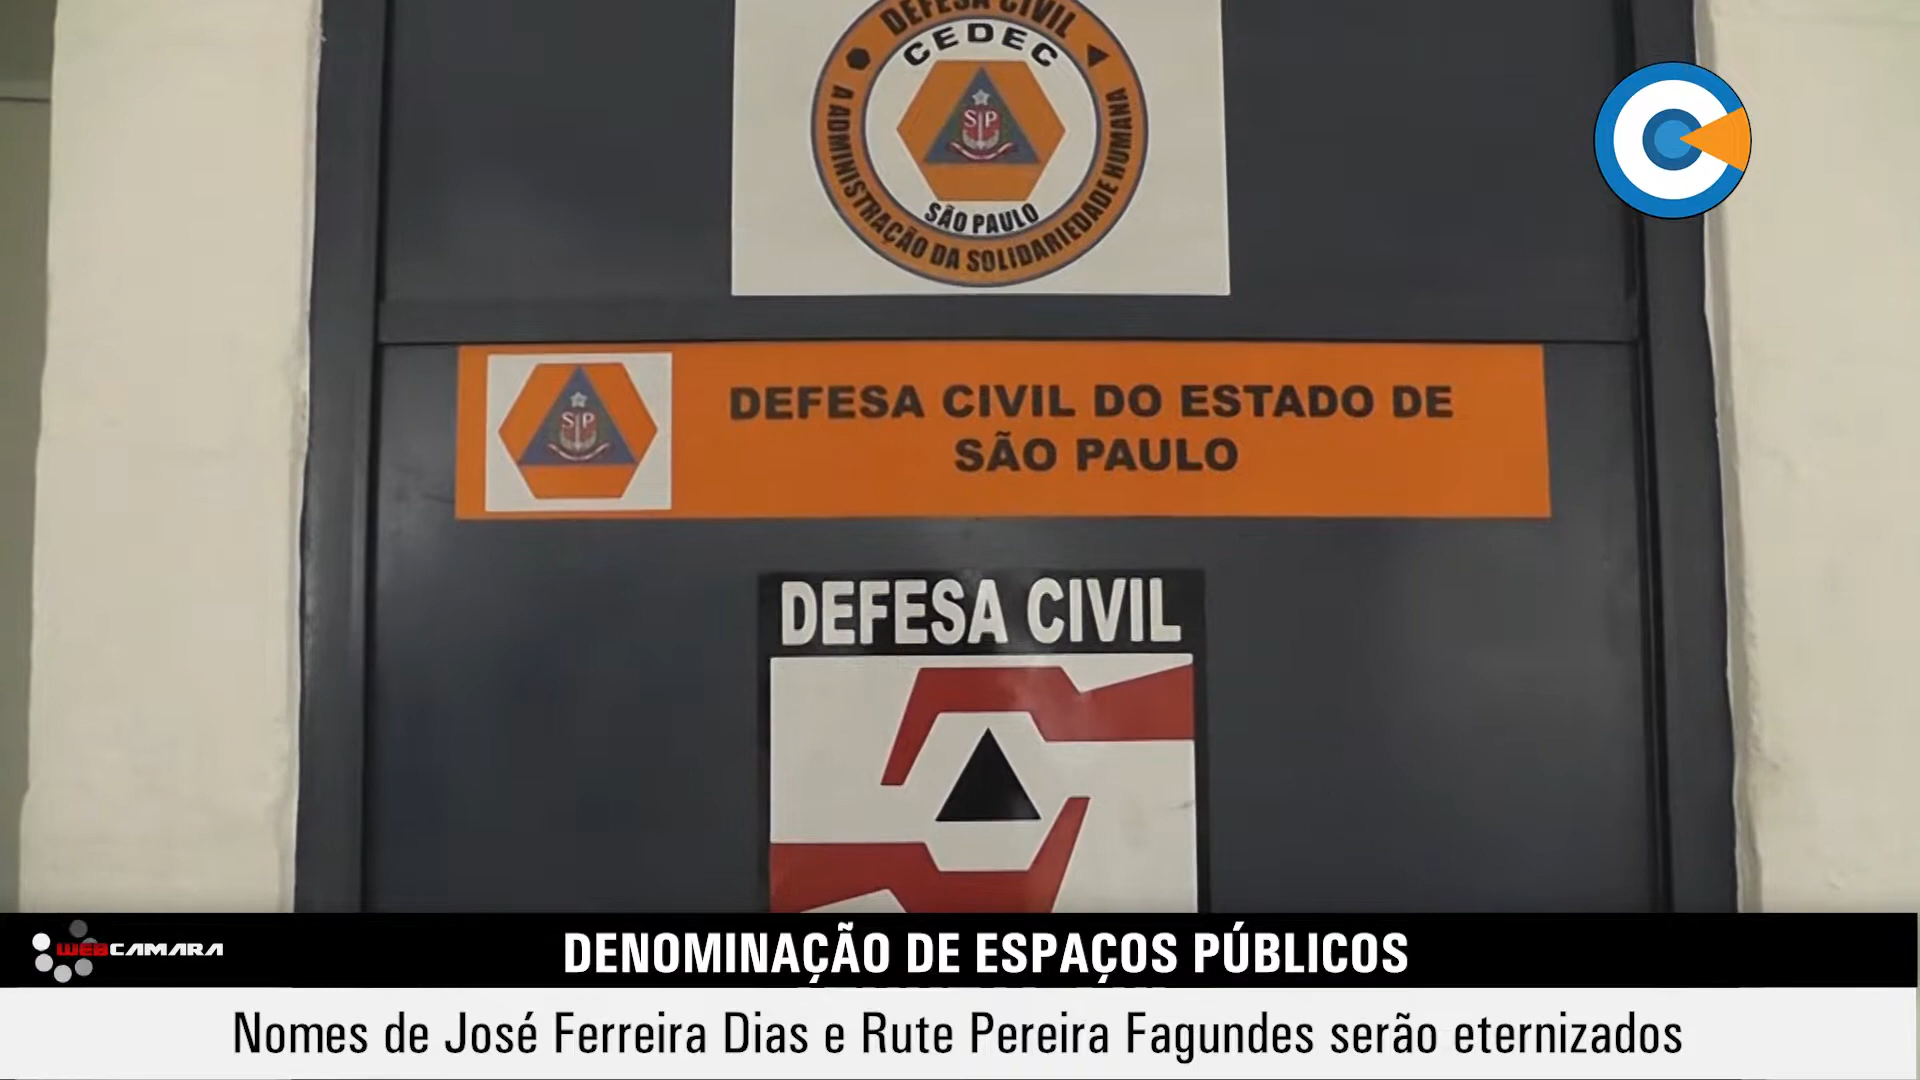 DEFESA CIVIL
CEDEC
SP
SÃO PAULO
A ADMINISTRAÇÃO DA SOLIDARIEDADE HUMANA
DEFESA CIVIL DO ESTADO DE
SÃO PAULO
SP
DEFESA CIVIL
WEBCAMARA
DENOMINAÇÃO DE ESPAÇOS PÚBLICOS
Nomes de José Ferreira Dias e Rute Pereira Fagundes serão eternizados